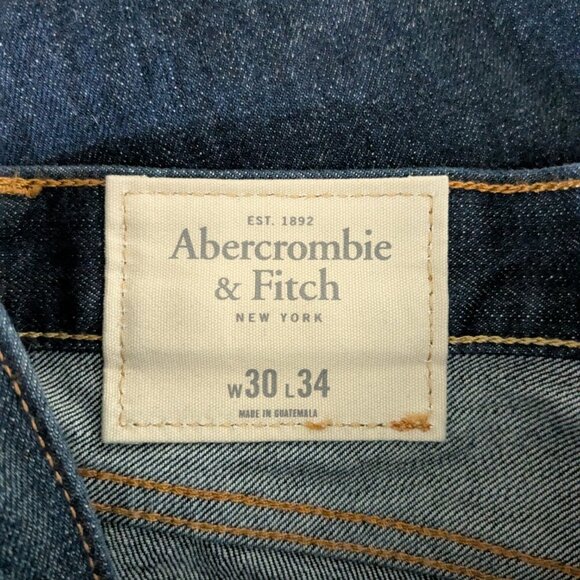 EST. 1892
Abercrombie
& Fitch
NEW YORK
W30 L34
MADE IN GUATEMALA